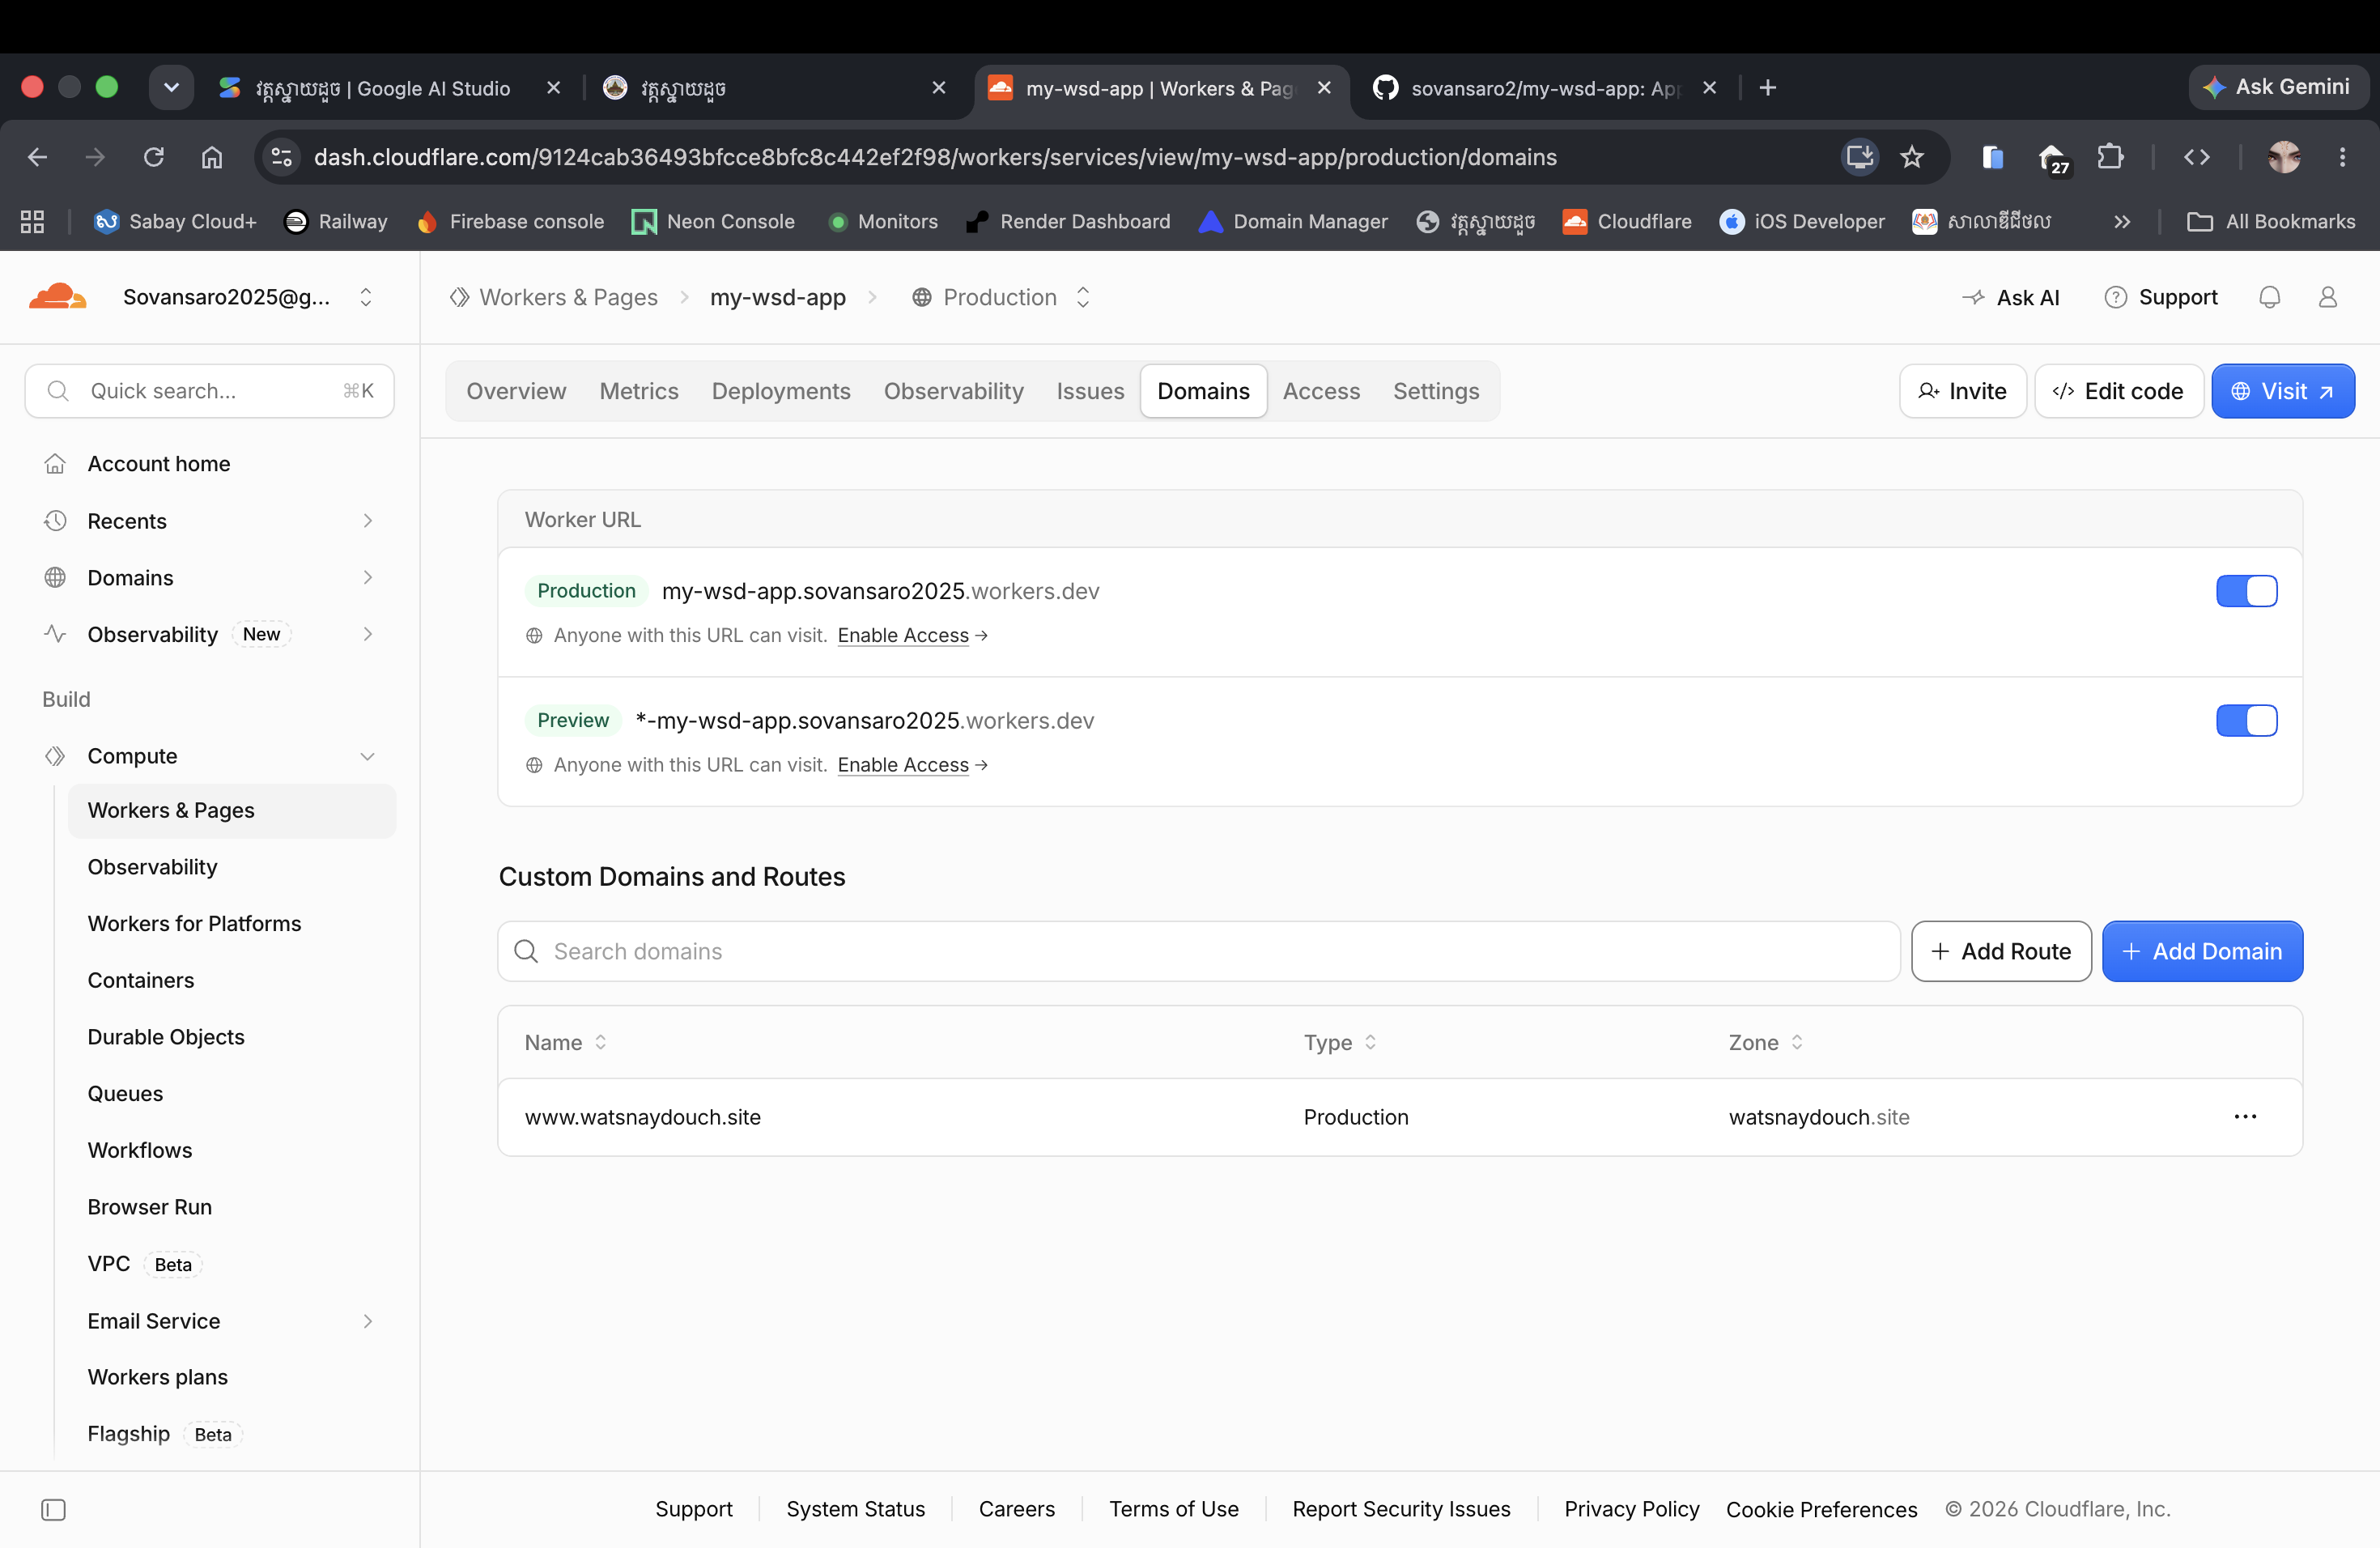 វត្តស្វាយដូច | Google AI Studio
វត្តស្វាយដូច
my-wsd-app | Workers & Pag
sovansaro2/my-wsd-app: App
Ask Gemini
dash.cloudflare.com/9124cab36493bfcce8bfc8c442ef2f98/workers/services/view/my-wsd-app/production/domains
27
Sabay Cloud+
Railway
Firebase console
Neon Console
Monitors
Render Dashboard
Domain Manager
វត្តស្វាយដូច
Cloudflare
iOS Developer
សាលាឌីជីថល
All Bookmarks
Sovansaro2025@g...
Workers & Pages
my-wsd-app
Production
Ask AI
Support
Quick search... ⌘K
Overview
Metrics
Deployments
Observability
Issues
Domains
Access
Settings
Invite
Edit code
Visit
Account home
Recents
Domains
Observability New
Build
Compute
Workers & Pages
Observability
Workers for Platforms
Containers
Durable Objects
Queues
Workflows
Browser Run
VPC Beta
Email Service
Workers plans
Flagship Beta
Worker URL
Production my-wsd-app.sovansaro2025.workers.dev
Anyone with this URL can visit. Enable Access →
Preview *-my-wsd-app.sovansaro2025.workers.dev
Anyone with this URL can visit. Enable Access →
Custom Domains and Routes
Search domains
+ Add Route
+ Add Domain
Name Type Zone
www.watsnaydouch.site Production watsnaydouch.site
Support
System Status
Careers
Terms of Use
Report Security Issues
Privacy Policy
Cookie Preferences
© 2026 Cloudflare, Inc.